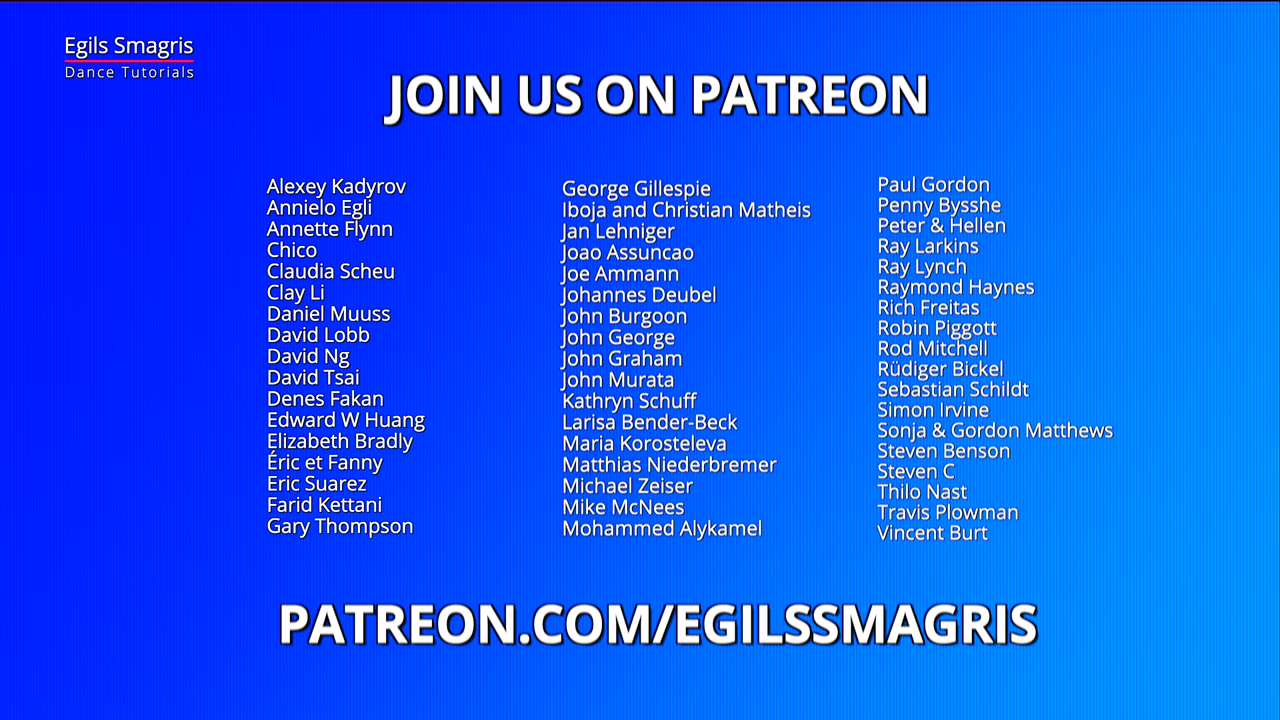 Egils Smagris
Dance Tutorials
JOIN US ON PATREON
Alexey Kadyrov
Annielo Egli
Annette Flynn
Chico
Claudia Scheu
Clay Li
Daniel Muuss
David Lobb
David Ng
David Tsai
Denes Fakan
Edward W Huang
Elizabeth Bradly
Éric et Fanny
Eric Suarez
Farid Kettani
Gary Thompson
George Gillespie
Iboja and Christian Matheis
Jan Lehniger
Joao Assuncao
Joe Ammann
Johannes Deubel
John Burgoon
John George
John Graham
John Murata
Kathryn Schuff
Larisa Bender-Beck
Maria Korosteleva
Matthias Niederbremer
Michael Zeiser
Mike McNees
Mohammed Alykamel
Paul Gordon
Penny Bysshe
Peter & Hellen
Ray Larkins
Ray Lynch
Raymond Haynes
Rich Freitas
Robin Piggott
Rod Mitchell
Rüdiger Bickel
Sebastian Schildt
Simon Irvine
Sonja & Gordon Matthews
Steven Benson
Steven C
Thilo Nast
Travis Plowman
Vincent Burt
PATREON.COM/EGILSSMAGRIS